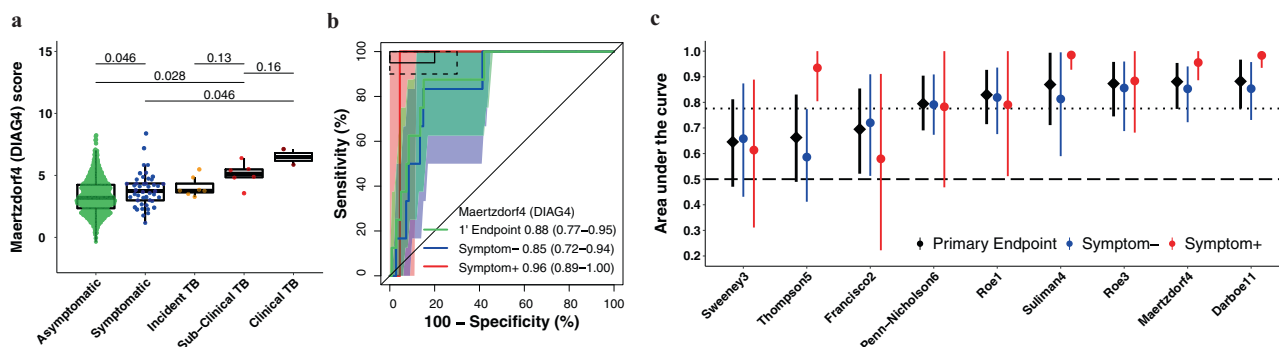 a
Maertzdorf4 (DIAG4) score
15
10
5
0
0.046
0.13
0.028
0.16
0.046
Asymptomatic
Symptomatic
Incident TB
Sub−Clinical TB
Clinical TB
b
Sensitivity (%)
100
80
60
40
20
0
Maertzdorf4 (DIAG4)
1' Endpoint 0.88 (0.77−0.95)
Symptom− 0.85 (0.72−0.94)
Symptom+ 0.96 (0.89−1.00)
0 20 40 60 80 100
100 − Specificity (%)
c
Area under the curve
1.0
0.9
0.8
0.7
0.6
0.5
0.4
0.3
0.2
Primary Endpoint Symptom− Symptom+
Sweeney3
Thompson5
Francisco2
Penn−Nicholson6
Roe1
Suliman4
Roe3
Maertzdorf4
Darboe11